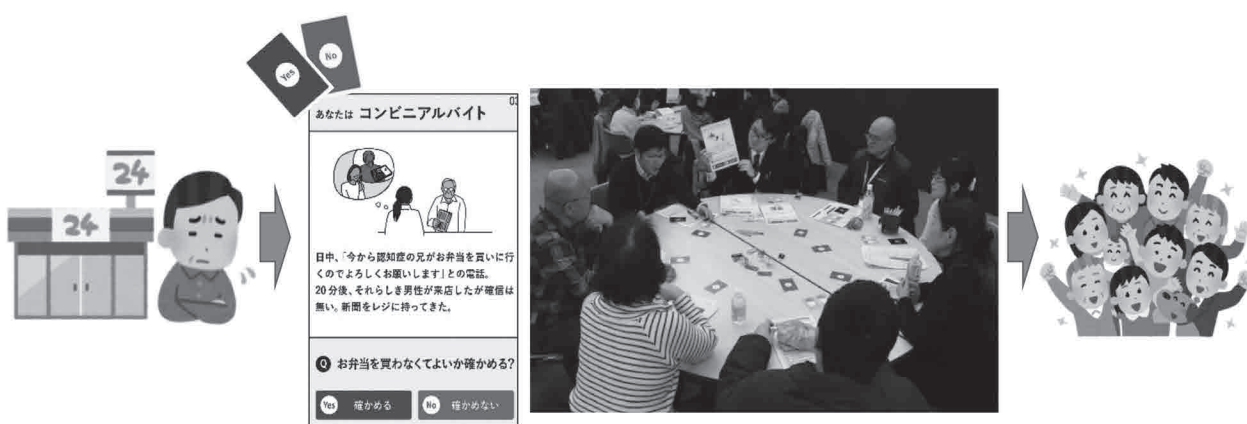 24
24
Yes
No
03
あなたは コンビニアルバイト
日中、「今から認知症の兄がお弁当を買いに行
くのでよろしくお願いします」との電話。
20分後、それらしき男性が来店したが確信は
無い。新聞をレジに持ってきた。
Q お弁当を買わなくてよいか確かめる?
Yes 確かめる
No 確かめない